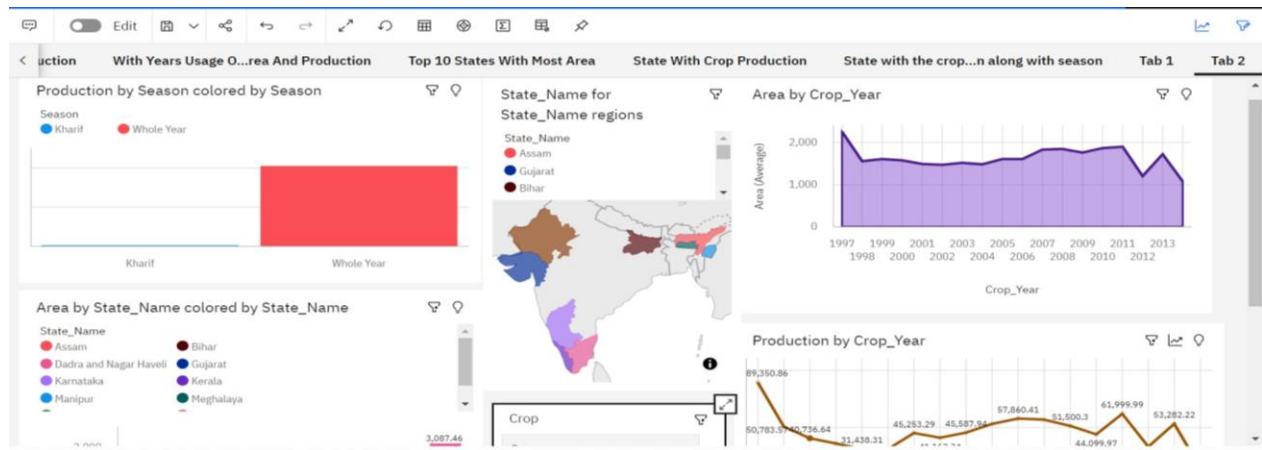 Edit
uction
With Years Usage O...rea And Production
Top 10 States With Most Area
State With Crop Production
State with the crop...n along with season
Tab 1
Tab 2
Production by Season colored by Season
Season
Kharif
Whole Year
Kharif
Whole Year
State_Name for
State_Name regions
State_Name
Assam
Gujarat
Bihar
Area by Crop_Year
Area (Average)
2,000
1,000
0
1997 1999 2001 2003 2005 2007 2009 2011 2013
1998 2000 2002 2004 2006 2008 2010 2012
Crop_Year
Area by State_Name colored by State_Name
State_Name
Assam
Bihar
Dadra and Nagar Haveli
Gujarat
Karnataka
Kerala
Manipur
Meghalaya
3,087.46
Crop
Production by Crop_Year
89,350.86
40,736.64
31,438.31
45,253.29
45,587.94
57,860.41
51,500.3
44,099.97
61,999.99
53,282.22